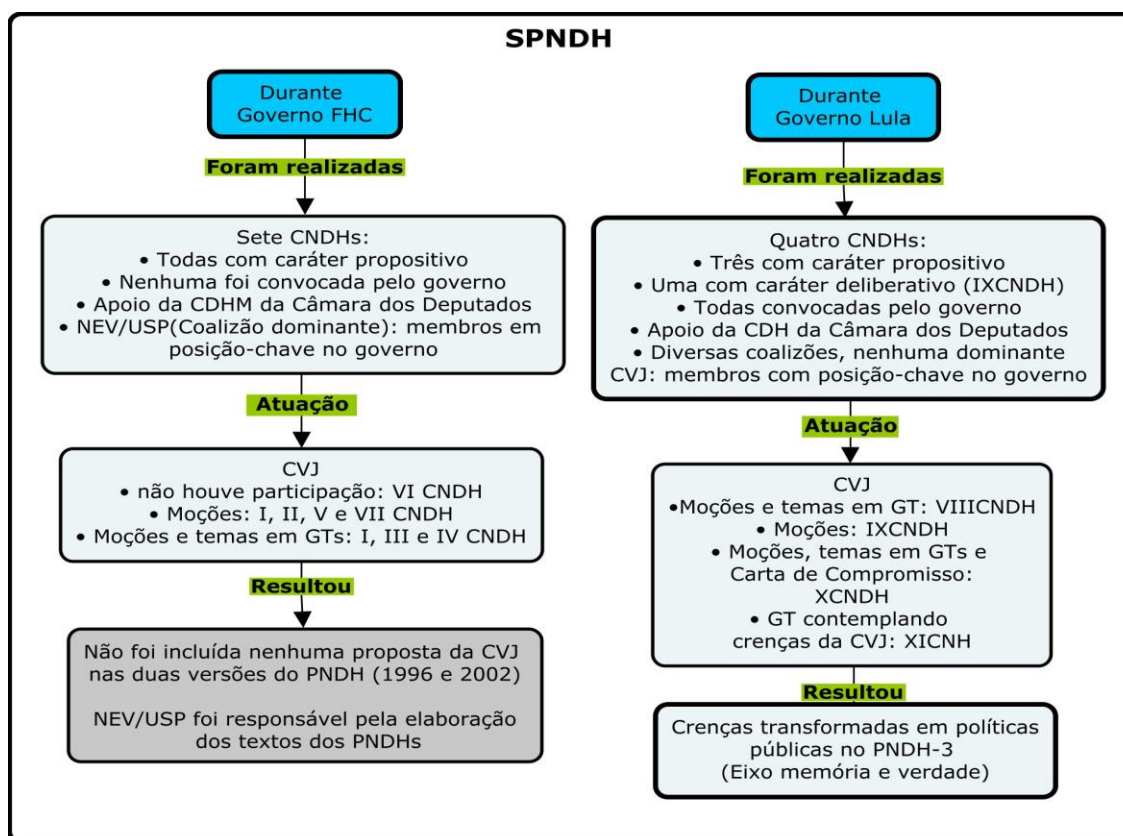 SPNDH
Durante
Governo FHC
Foram realizadas
Sete CNDHs:
• Todas com caráter propositivo
• Nenhuma foi convocada pelo governo
• Apoio da CDHM da Câmara dos Deputados
• NEV/USP(Coalizão dominante): membros em
posição-chave no governo
Atuação
CVJ
• não houve participação: VI CNDH
• Moções: I, II, V e VII CNDH
• Moções e temas em GTs: I, III e IV CNDH
Resultou
Não foi incluída nenhuma proposta da CVJ
nas duas versões do PNDH (1996 e 2002)
NEV/USP foi responsável pela elaboração
dos textos dos PNDHs
Durante
Governo Lula
Foram realizadas
Quatro CNDHs:
• Três com caráter propositivo
• Uma com caráter deliberativo (IXCNDH)
• Todas convocadas pelo governo
• Apoio da CDH da Câmara dos Deputados
• Diversas coalizões, nenhuma dominante
CVJ: membros com posição-chave no governo
Atuação
CVJ
•Moções e temas em GT: VIIICNDH
• Moções: IXCNDH
• Moções, temas em GTs e
Carta de Compromisso:
XCNDH
• GT contemplando
crenças da CVJ: XICNH
Resultou
Crenças transformadas em políticas
públicas no PNDH-3
(Eixo memória e verdade)